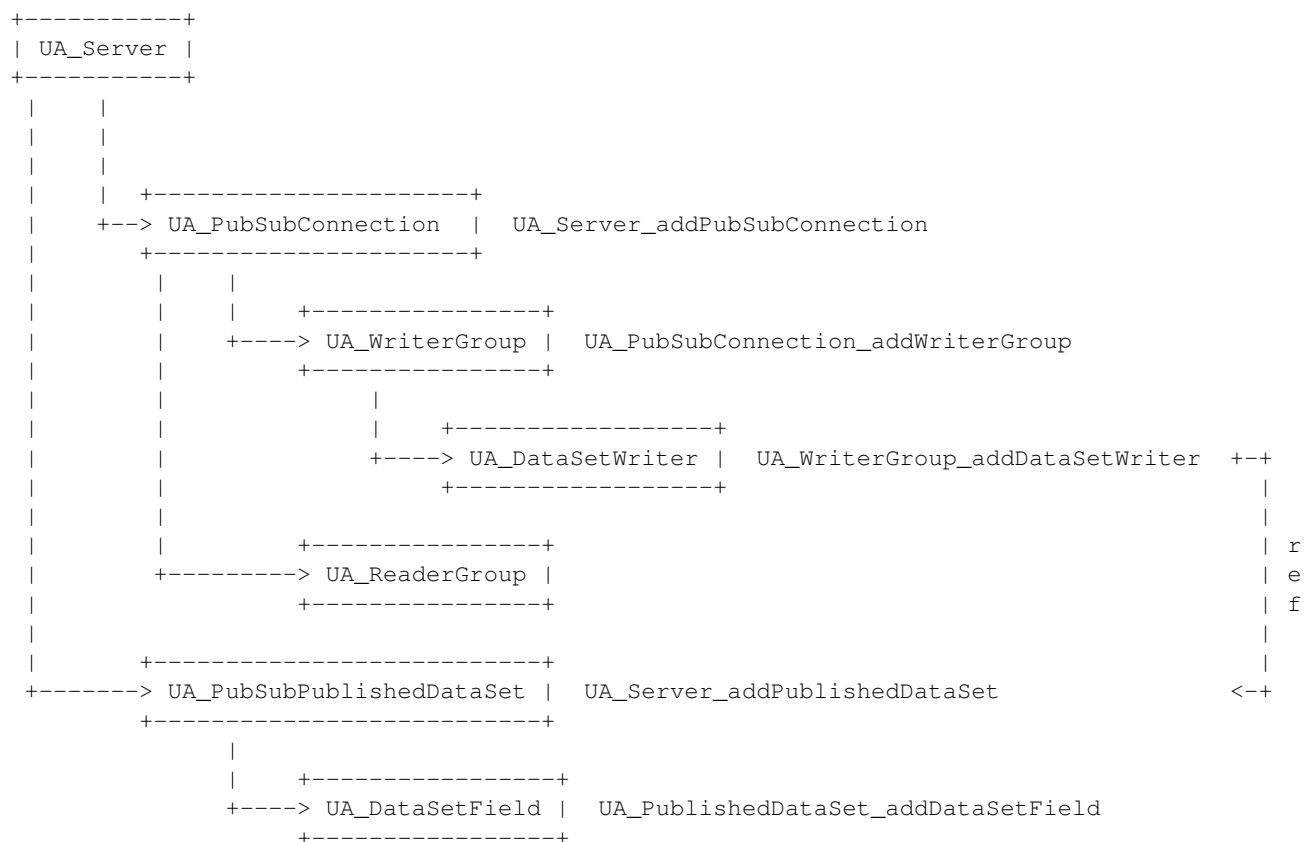 UA_Server
UA_PubSubConnection UA_Server_addPubSubConnection
UA_WriterGroup UA_PubSubConnection_addWriterGroup
UA_DataSetWriter UA_WriterGroup_addDataSetWriter
r
UA_ReaderGroup e
f
UA_PubSubPublishedDataSet UA_Server_addPublishedDataSet
UA_DataSetField UA_PublishedDataSet_addDataSetField